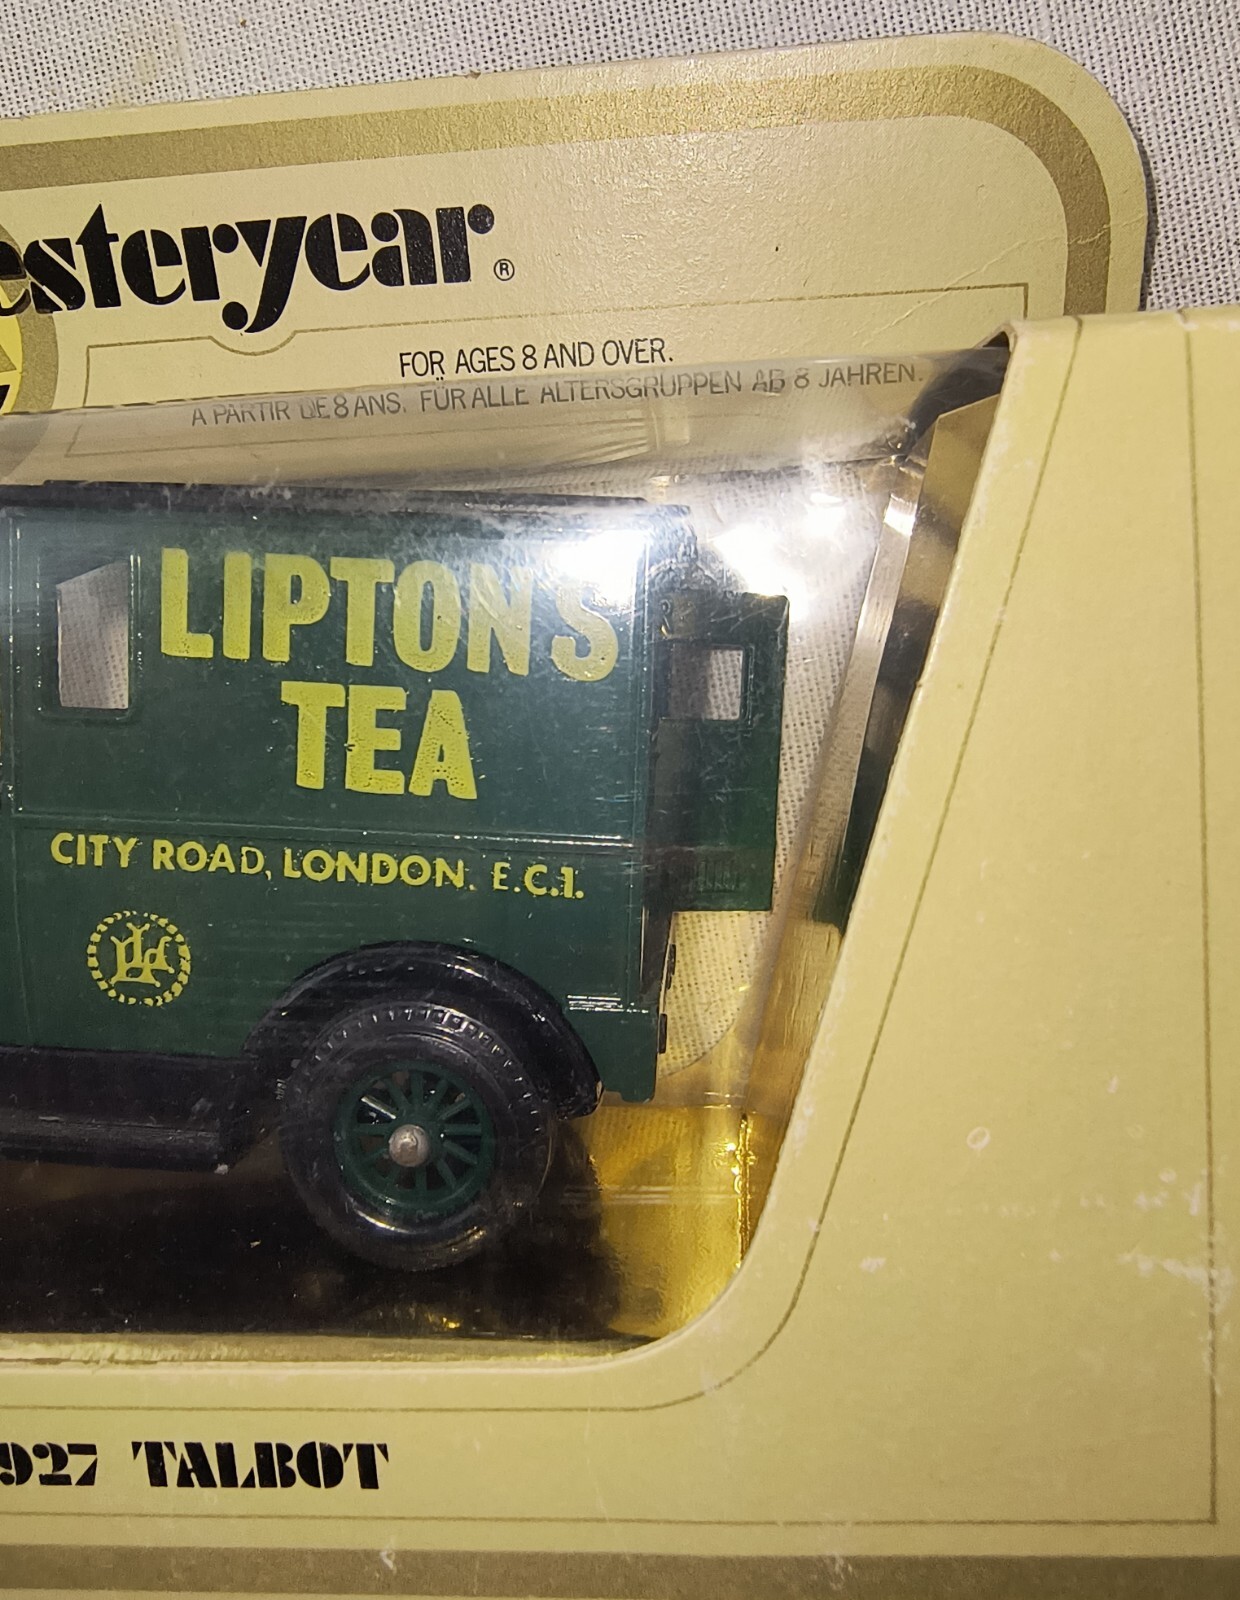 esteryear®
FOR AGES 8 AND OVER.
A PARTIR DE 8 ANS. FÜR ALLE ALTERSGRUPPEN AB 8 JAHREN.
LIPTON'S
TEA
CITY ROAD, LONDON. E.C.1.
927 TALBOT